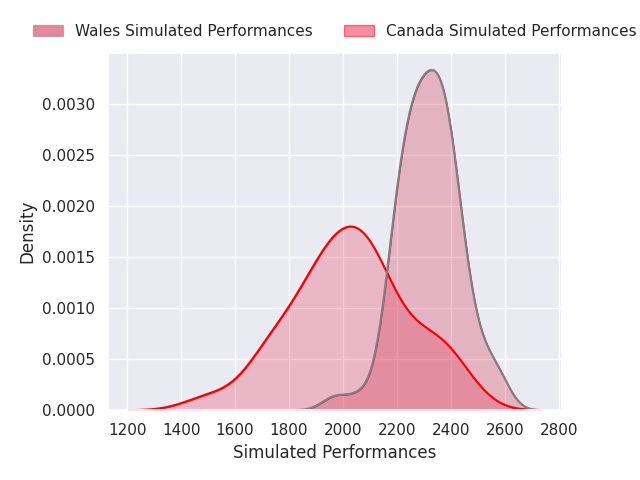 Wales Simulated Performances
Canada Simulated Performances
0.0030
0.0025
0.0020
0.0015
0.0010
0.0005
0.0000
Density
1200 1400 1600 1800 2000 2200 2400 2600 2800
Simulated Performances